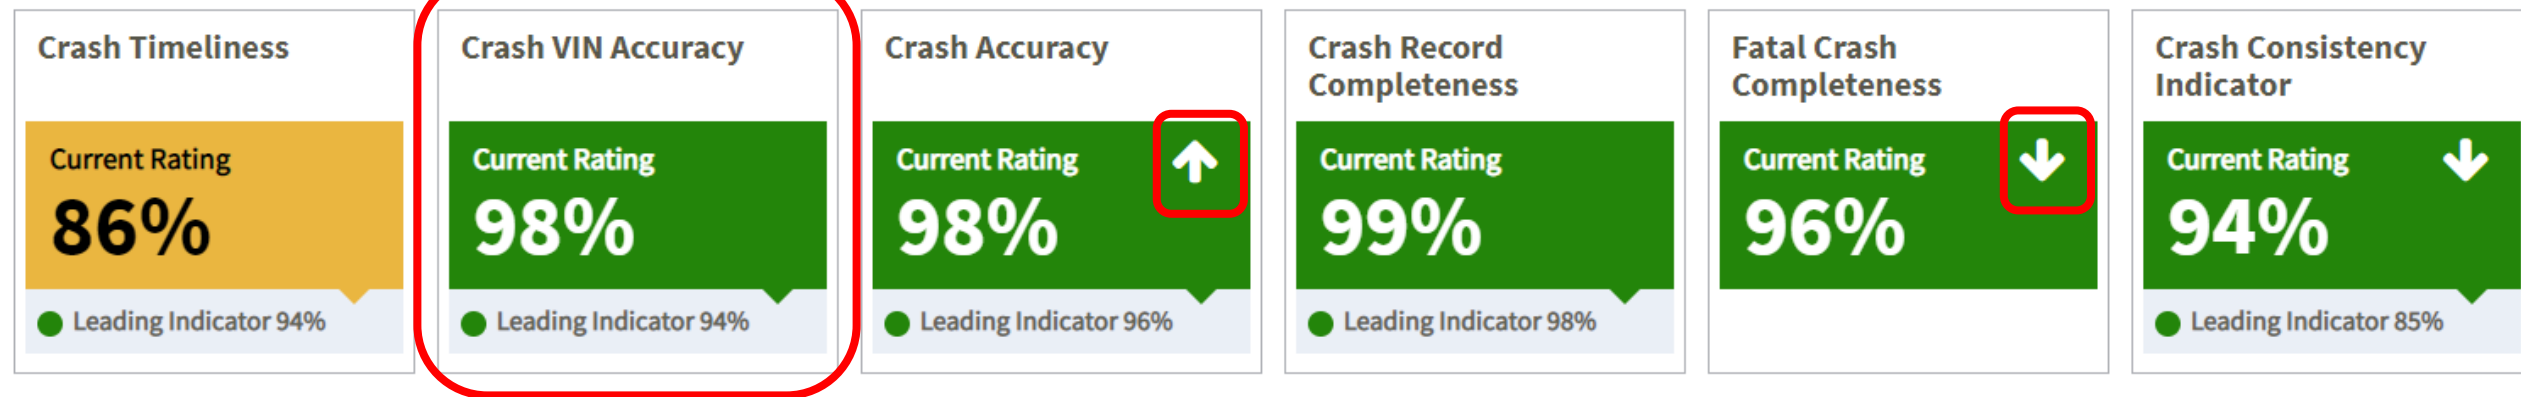 Crash Timeliness
Current Rating
86%
Leading Indicator 94%
Crash VIN Accuracy
Current Rating
98%
Leading Indicator 94%
Crash Accuracy
Current Rating
98%
Leading Indicator 96%
Crash Record
Completeness
Current Rating
99%
Leading Indicator 98%
Fatal Crash
Completeness
Current Rating
96%
Crash Consistency
Indicator
Current Rating
94%
Leading Indicator 85%